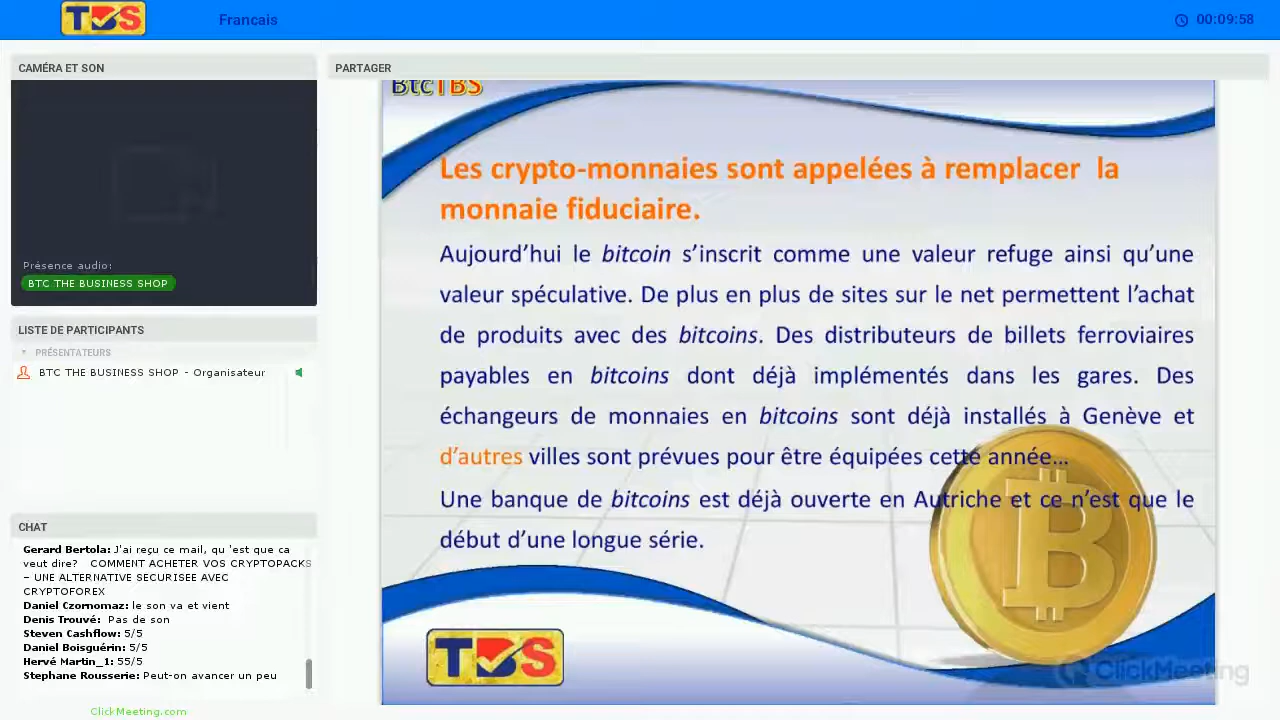 TBS
Francais
00:09:58
CAMÉRA ET SON
PARTAGER
Présence audio:
BTC THE BUSINESS SHOP
LISTE DE PARTICIPANTS
PRÉSENTATEURS
BTC THE BUSINESS SHOP - Organisateur
CHAT
Gerard Bertola: J'ai reçu ce mail, qu 'est que ca
veut dire? COMMENT ACHETER VOS CRYPTOPACKS
– UNE ALTERNATIVE SECURISEE AVEC
CRYPTOFOREX
Daniel Czornomaz: le son va et vient
Denis Trouvé: Pas de son
Steven Cashflow: 5/5
Daniel Boisguérin: 5/5
Hervé Martin_1: 55/5
Stephane Rousserie: Peut-on avancer un peu
ClickMeeting.com
BtcTBS
Les crypto-monnaies sont appelées à remplacer la
monnaie fiduciaire.
Aujourd’hui le bitcoin s’inscrit comme une valeur refuge ainsi qu’une
valeur spéculative. De plus en plus de sites sur le net permettent l’achat
de produits avec des bitcoins. Des distributeurs de billets ferroviaires
payables en bitcoins dont déjà implémentés dans les gares. Des
échangeurs de monnaies en bitcoins sont déjà installés à Genève et
d’autres villes sont prévues pour être équipées cette année…
Une banque de bitcoins est déjà ouverte en Autriche et ce n’est que le
début d’une longue série.
TBS
ClickMeeting